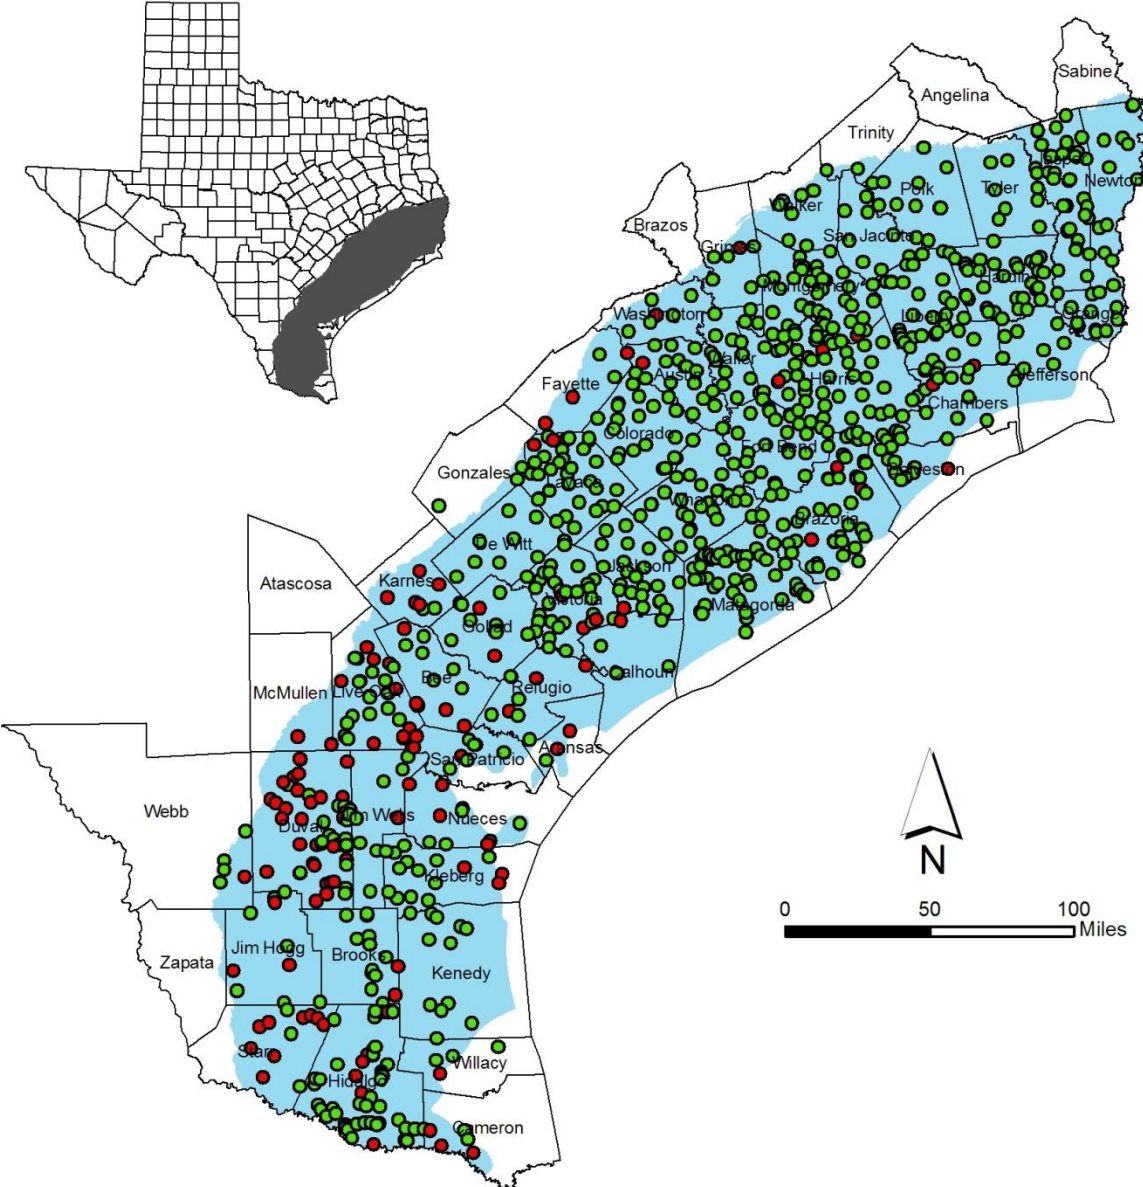 Sabine
Angelina
Trinity
Jasper
Newton
Polk
Tyler
Walker
Brazos
San Jacinto
Grimes
Hardin
Montgomery
Washington
Liberty
Orange
Waller
Austin
Harris
Jefferson
Fayette
Chambers
Colorado
Fort Bend
Gonzales
Galveston
Lavaca
Wharton
Brazoria
De Witt
Jackson
Atascosa
Karnes
Victoria
Matagorda
Goliad
Calhoun
Bee
McMullen
Live Oak
Refugio
Aransas
San Patricio
Webb
Jim Wells
Nueces
Duval
Kleberg
N
0
50
100
Miles
Jim Hogg
Brooks
Zapata
Kenedy
Starr
Willacy
Hidalgo
Cameron